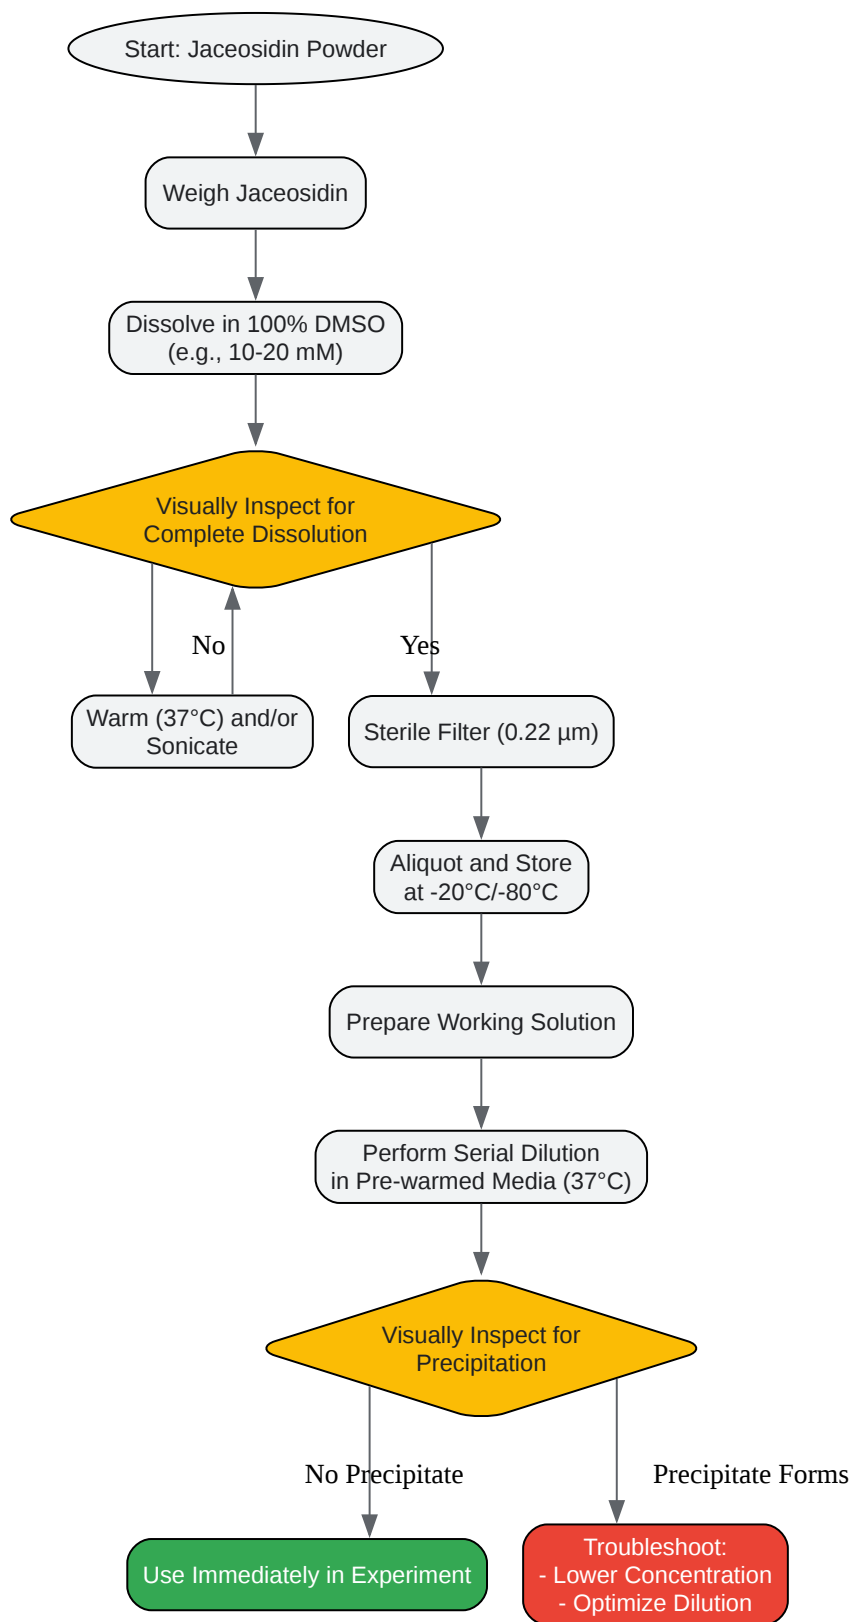 Start: Jaceosidin Powder
Weigh Jaceosidin
Dissolve in 100% DMSO
(e.g., 10-20 mM)
Visually Inspect for
Complete Dissolution
No
Yes
Warm (37°C) and/or
Sonicate
Sterile Filter (0.22 µm)
Aliquot and Store
at -20°C/-80°C
Prepare Working Solution
Perform Serial Dilution
in Pre-warmed Media (37°C)
Visually Inspect for
Precipitation
No Precipitate
Precipitate Forms
Use Immediately in Experiment
Troubleshoot:
- Lower Concentration
- Optimize Dilution